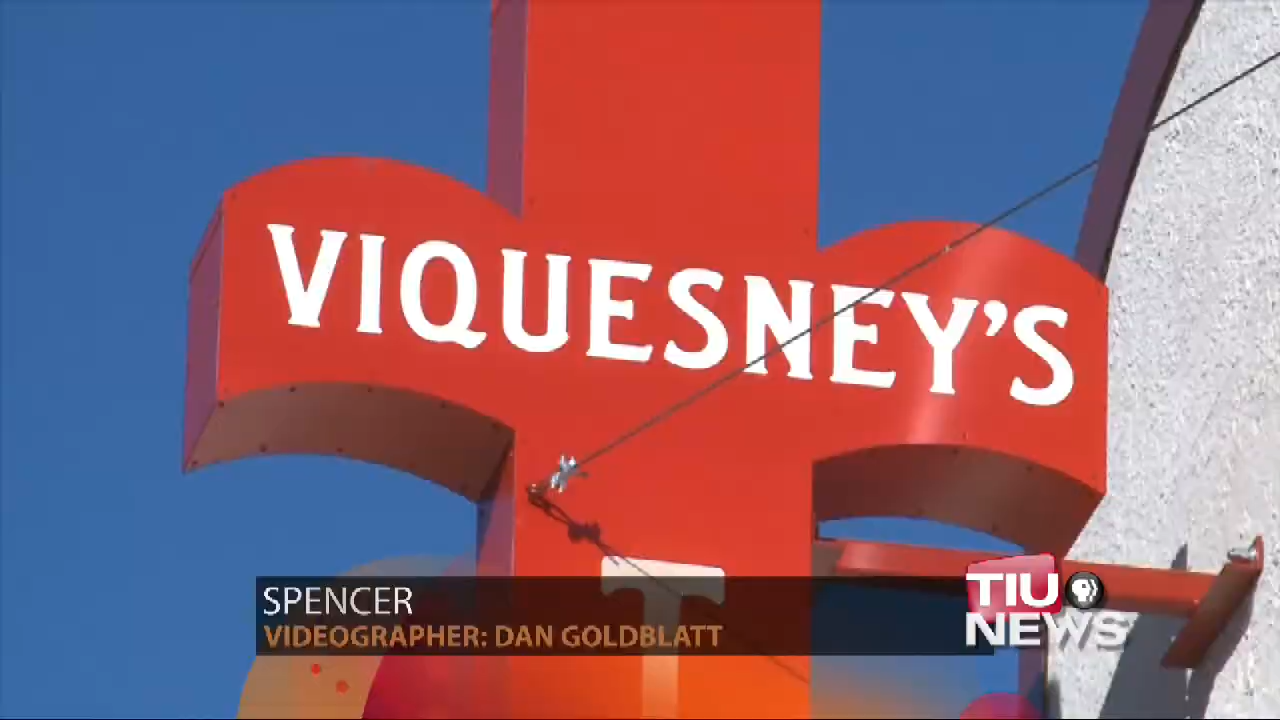 VIQUESNEY'S
T
SPENCER
VIDEOGRAPHER: DAN GOLDBLATT
TIU
NEWS